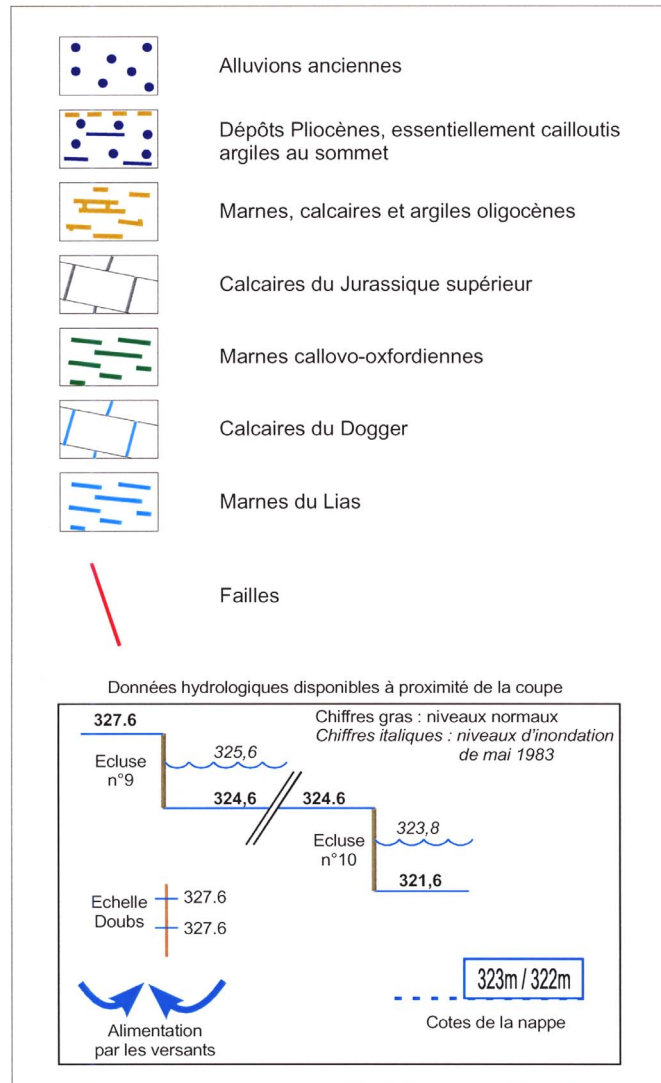 Alluvions anciennes
Dépôts Pliocènes, essentiellement cailloutis
argiles au sommet
Marnes, calcaires et argiles oligocènes
Calcaires du Jurassique supérieur
Marnes callovo-oxfordiennes
Calcaires du Dogger
Marnes du Lias
Failles
Données hydrologiques disponibles à proximité de la coupe
327.6
Chiffres gras : niveaux normaux
Chiffres italiques : niveaux d'inondation
de mai 1983
325,6
Ecluse
n°9
324,6
324.6
323,8
Ecluse
n°10
321,6
Echelle
Doubs
327.6
327.6
323m / 322m
Alimentation
par les versants
Cotes de la nappe